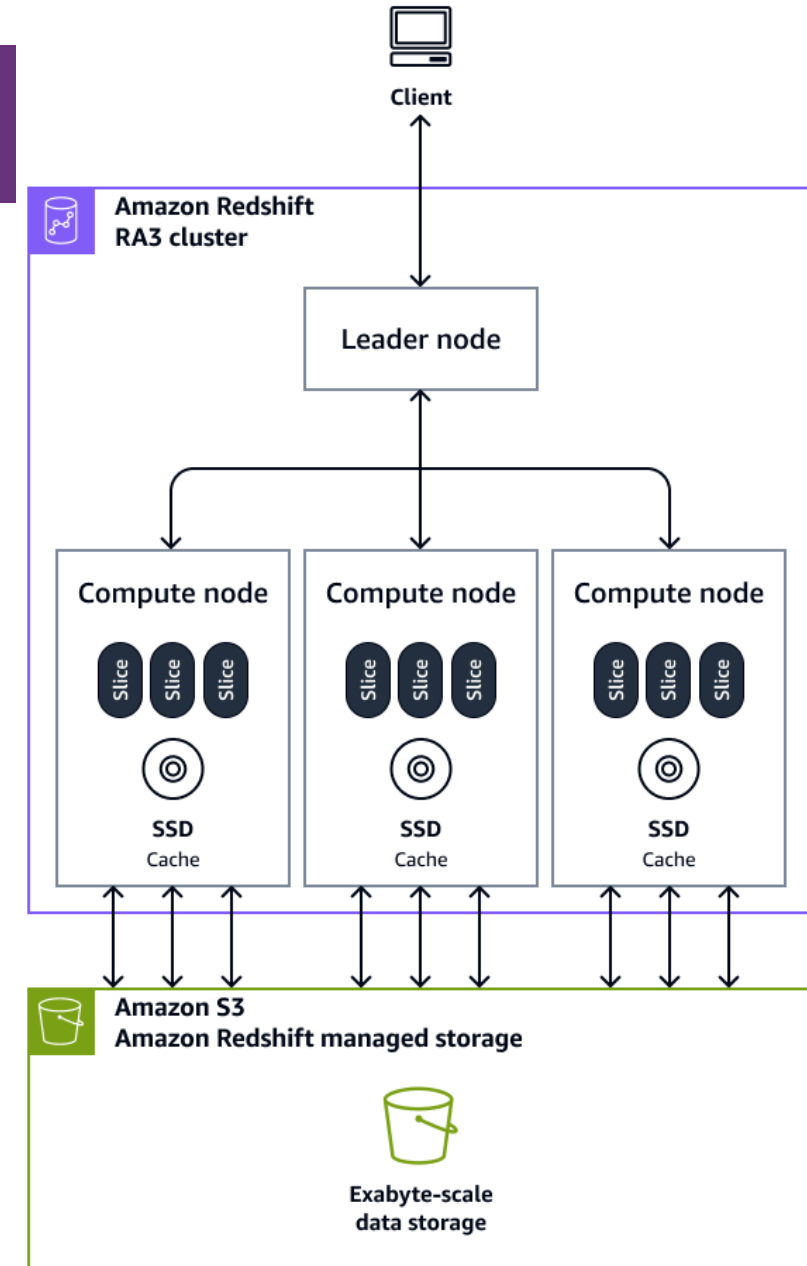 Client
Amazon Redshift
RA3 cluster
Leader node
Compute node
Slice
Slice
Slice
SSD
Cache
Compute node
Slice
Slice
Slice
SSD
Cache
Compute node
Slice
Slice
Slice
SSD
Cache
Amazon S3
Amazon Redshift managed storage
Exabyte-scale
data storage